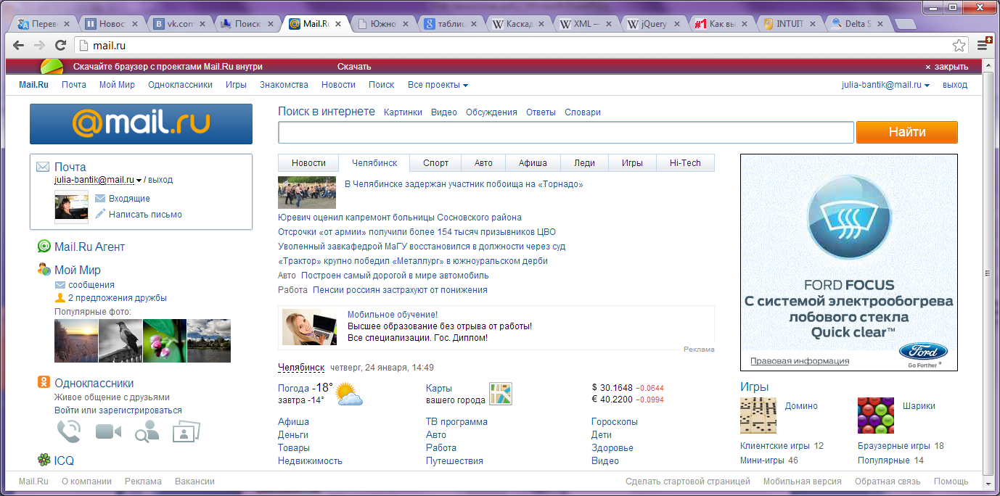 Перев
Новос
vk.con
Поиск
Mail.Ru
Южно
таблиц
Каскад
XML —
jQuery
Как вы
INTUIT
Delta S
mail.ru
Скачайте браузер с проектами Mail.Ru внутри Скачать × закрыть
Mail.Ru Почта Мой Мир Одноклассники Игры Знакомства Новости Поиск Все проекты julia-bantik@mail.ru выход
@mail.ru
Поиск в интернете Картинки Видео Обсуждения Ответы Словари
Найти
Почта
julia-bantik@mail.ru / выход
Входящие
Написать письмо
Mail.Ru Агент
Мой Мир
сообщения
2 предложения дружбы
Популярные фото:
Одноклассники
Живое общение с друзьями
Войти или зарегистрироваться
ICQ
Новости Челябинск Спорт Авто Афиша Леди Игры Hi-Tech
В Челябинске задержан участник побоища на «Торнадо»
Юревич оценил капремонт больницы Сосновского района
Отсрочки «от армии» получили более 154 тысяч призывников ЦВО
Уволенный завкафедрой МаГУ восстановился в должности через суд
«Трактор» крупно победил «Металлург» в южноуральском дерби
Авто Построен самый дорогой в мире автомобиль
Работа Пенсии россиян застрахуют от понижения
Мобильное обучение!
Высшее образование без отрыва от работы!
Все специализации. Гос. Диплом!
Реклама
Челябинск четверг, 24 января, 14:49
Погода -18°
завтра -14°
Карты
вашего города
$ 30.1648 −0.0644
€ 40.2200 −0.0994
Афиша ТВ программа Гороскопы
Деньги Авто Дети
Товары Работа Здоровье
Недвижимость Путешествия Видео
FORD FOCUS
С системой электрообогрева
лобового стекла
Quick clear™
Правовая информация
Ford
Go Further
Игры
Домино
Шарики
Клиентские игры 12 Браузерные игры 18
Мини-игры 46 Популярные 14
Mail.Ru О компании Реклама Вакансии Сделать стартовой страницей Мобильная версия Обратная связь Помощь